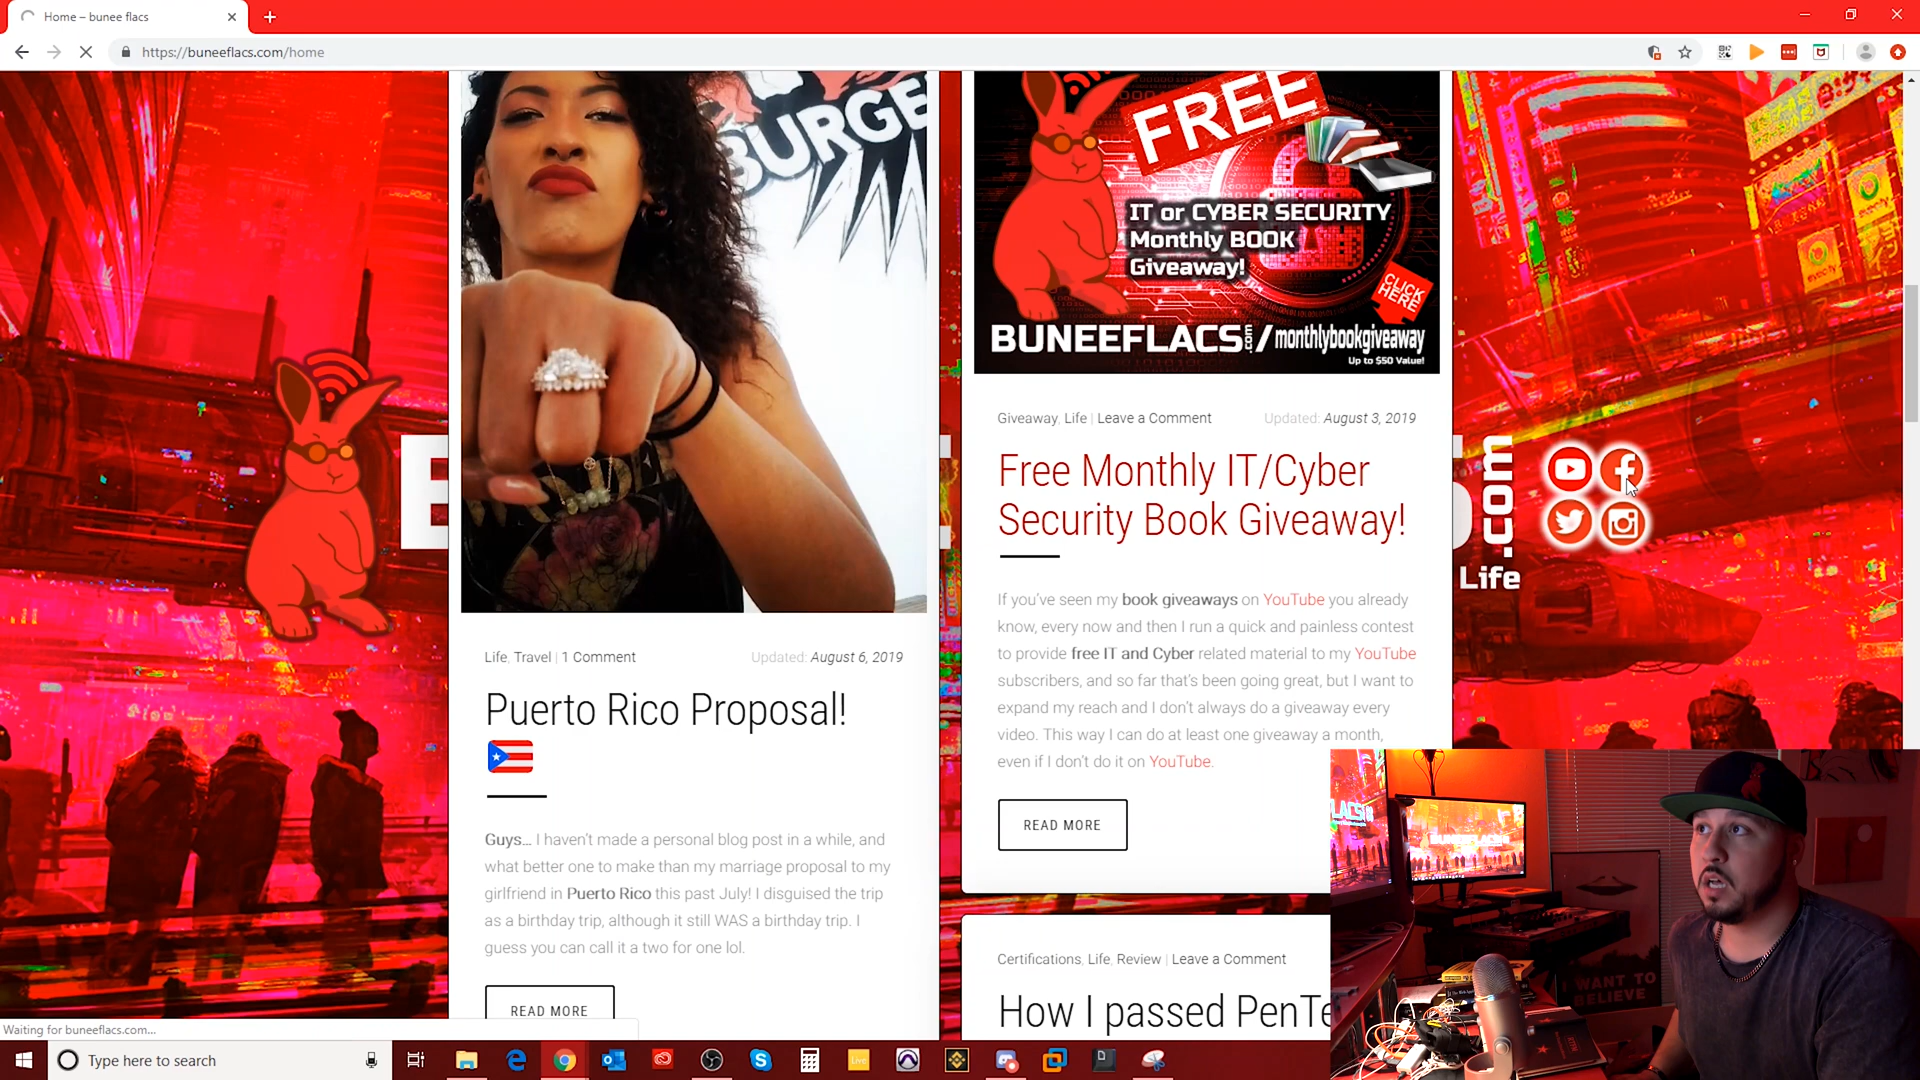 Home – bunee flacs
https://buneeflacs.com/home
BURGE
FREE
IT or CYBER SECURITY
Monthly BOOK
Giveaway!
CLICK
HERE
BUNEEFLACS.com/monthlybookgiveaway
Up to $50 Value!
Giveaway, Life | Leave a Comment
Updated: August 3, 2019
Free Monthly IT/Cyber
Security Book Giveaway!
If you've seen my book giveaways on YouTube you already
know, every now and then I run a quick and painless contest
to provide free IT and Cyber related material to my YouTube
subscribers, and so far that's been going great, but I want to
expand my reach and I don't always do a giveaway every
video. This way I can do at least one giveaway a month,
even if I don't do it on YouTube.
READ MORE
Life, Travel | 1 Comment
Updated: August 6, 2019
Puerto Rico Proposal!
Guys... I haven't made a personal blog post in a while, and
what better one to make than my marriage proposal to my
girlfriend in Puerto Rico this past July! I disguised the trip
as a birthday trip, although it still WAS a birthday trip. I
guess you can call it a two for one lol.
READ MORE
Certifications, Life, Review | Leave a Comment
How I passed PenTe
.com
Life
I WANT TO
BELIEVE
Waiting for buneeflacs.com...
Type here to search